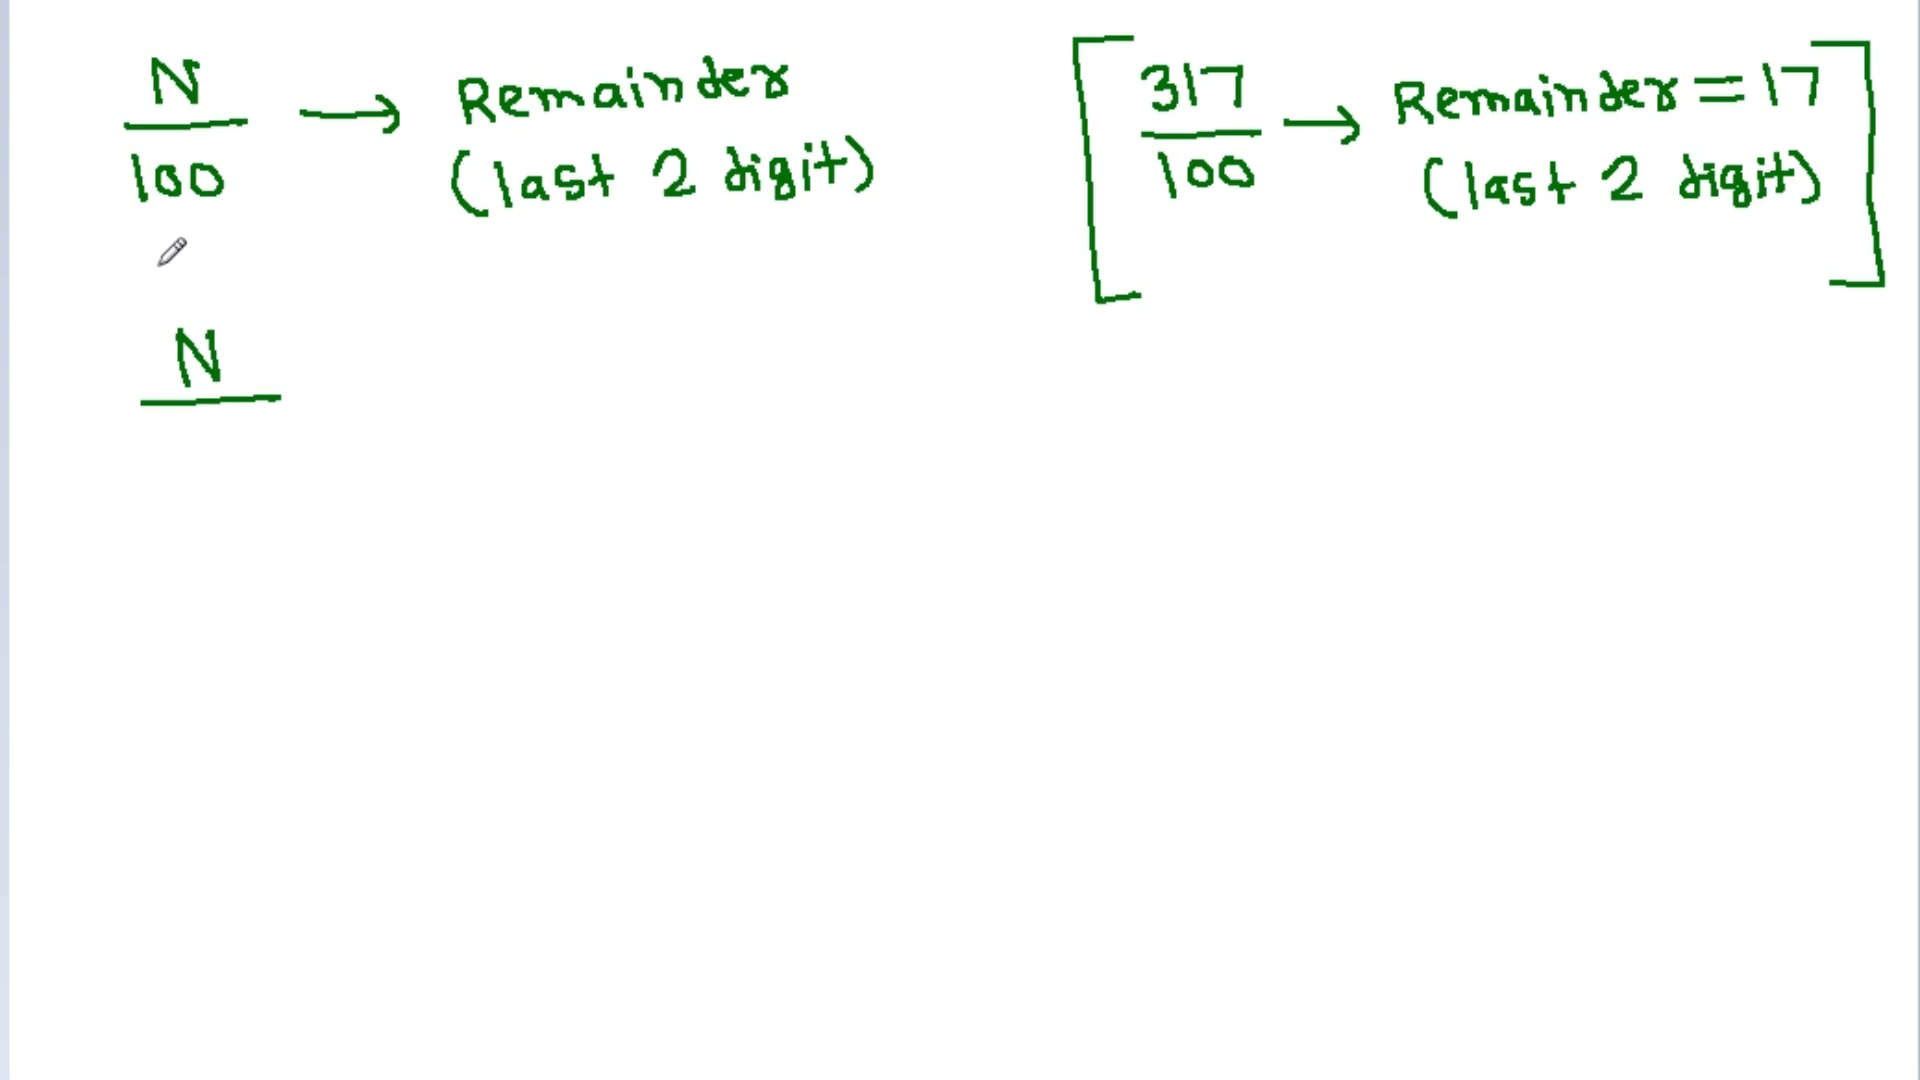 N/100 → Remainder
(last 2 digit)
[317/100 → Remainder = 17
(last 2 digit)]
N